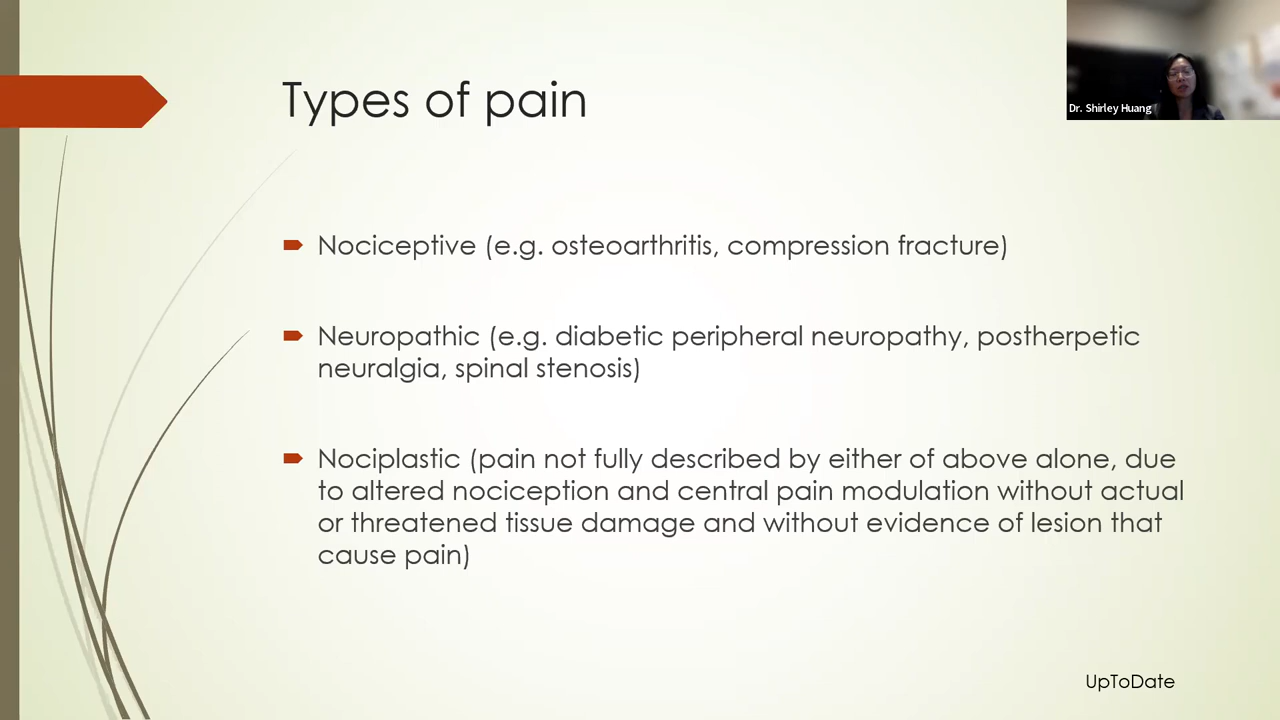 Types of pain
Dr. Shirley Huang
Nociceptive (e.g. osteoarthritis, compression fracture)
Neuropathic (e.g. diabetic peripheral neuropathy, postherpetic
neuralgia, spinal stenosis)
Nociplastic (pain not fully described by either of above alone, due
to altered nociception and central pain modulation without actual
or threatened tissue damage and without evidence of lesion that
cause pain)
UpToDate